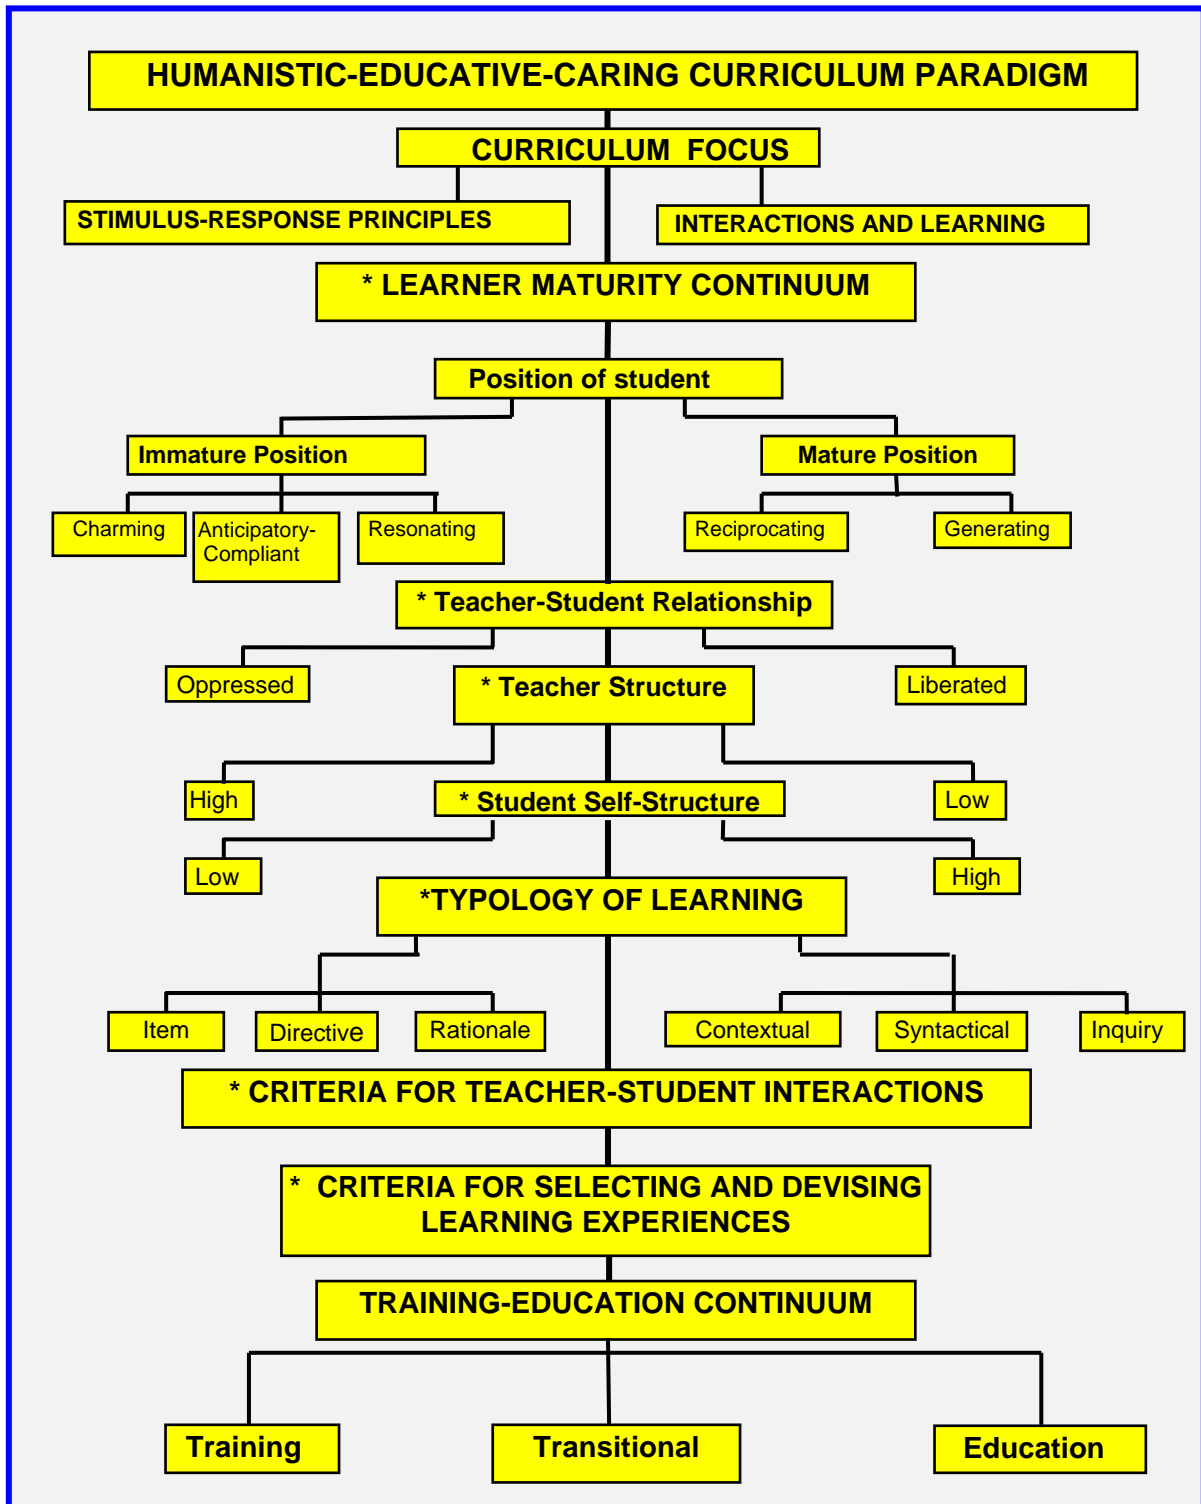 HUMANISTIC-EDUCATIVE-CARING CURRICULUM PARADIGM
CURRICULUM FOCUS
STIMULUS-RESPONSE PRINCIPLES
INTERACTIONS AND LEARNING
* LEARNER MATURITY CONTINUUM
Position of student
Immature Position
Mature Position
Charming
Anticipatory-
Compliant
Resonating
Reciprocating
Generating
* Teacher-Student Relationship
Oppressed
* Teacher Structure
Liberated
High
* Student Self-Structure
Low
Low
High
*TYPOLOGY OF LEARNING
Item
Directive
Rationale
Contextual
Syntactical
Inquiry
* CRITERIA FOR TEACHER-STUDENT INTERACTIONS
* CRITERIA FOR SELECTING AND DEVISING
LEARNING EXPERIENCES
TRAINING-EDUCATION CONTINUUM
Training
Transitional
Education